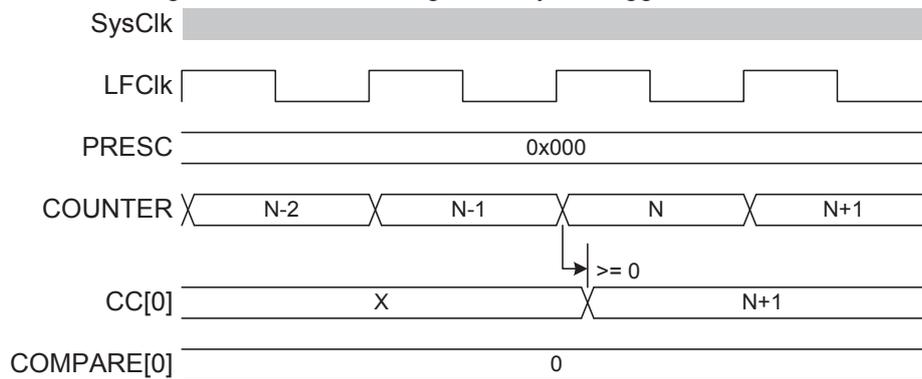 SysClk
LFClk
PRESC 0x000
COUNTER N-2 N-1 N N+1
>= 0
CC[0] X N+1
COMPARE[0] 0